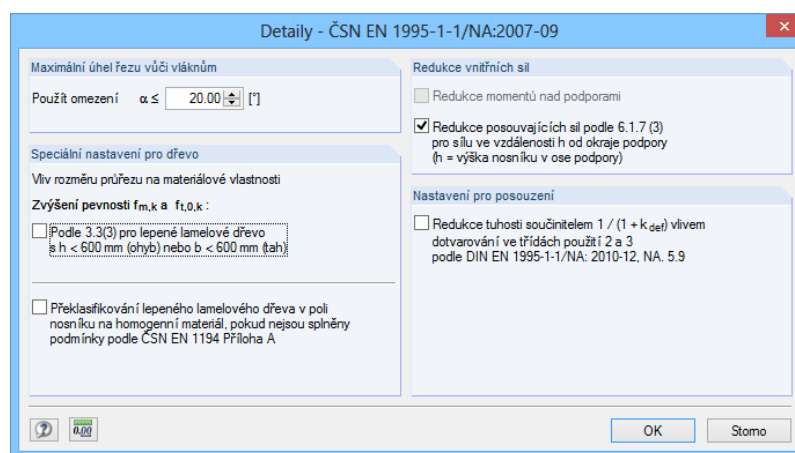 Detaily - ČSN EN 1995-1-1/NA:2007-09
Maximální úhel řezu vůči vláknům
Použít omezení α ≤ 20.00 [°]
Speciální nastavení pro dřevo
Vliv rozměru průřezu na materiálové vlastnosti
Zvýšení pevnosti fm,k a ft,0,k :
Podle 3.3(3) pro lepené lamelové dřevo
s h < 600 mm (ohyb) nebo b < 600 mm (tah)
Překlasifikování lepeného lamelového dřeva v poli
nosníku na homogenní materiál, pokud nejsou splněny
podmínky podle ČSN EN 1194 Příloha A
Redukce vnitřních sil
Redukce momentů nad podporami
Redukce posouvajících sil podle 6.1.7 (3)
pro sílu ve vzdálenosti h od okraje podpory
(h = výška nosníku v ose podpory)
Nastavení pro posouzení
Redukce tuhosti součinitelem 1 / (1 + kdef) vlivem
dotvarování ve třídách použití 2 a 3
podle DIN EN 1995-1-1/NA: 2010-12, NA. 5.9
0.00
OK
Storno